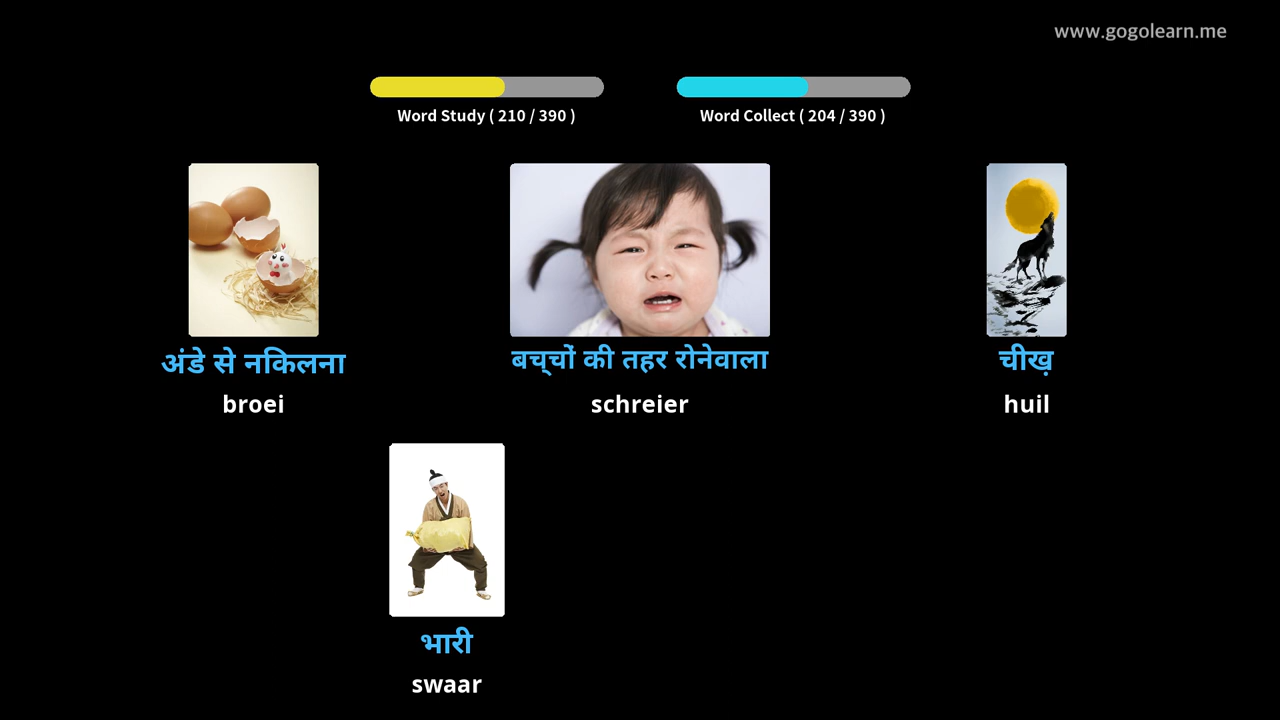 www.gogolearn.me
Word Study ( 210 / 390 )
Word Collect ( 204 / 390 )
अंडे से नकिलना
बच्चों की तहर रोनेवाला
चीख़
broei
schreier
huil
भारी
swaar